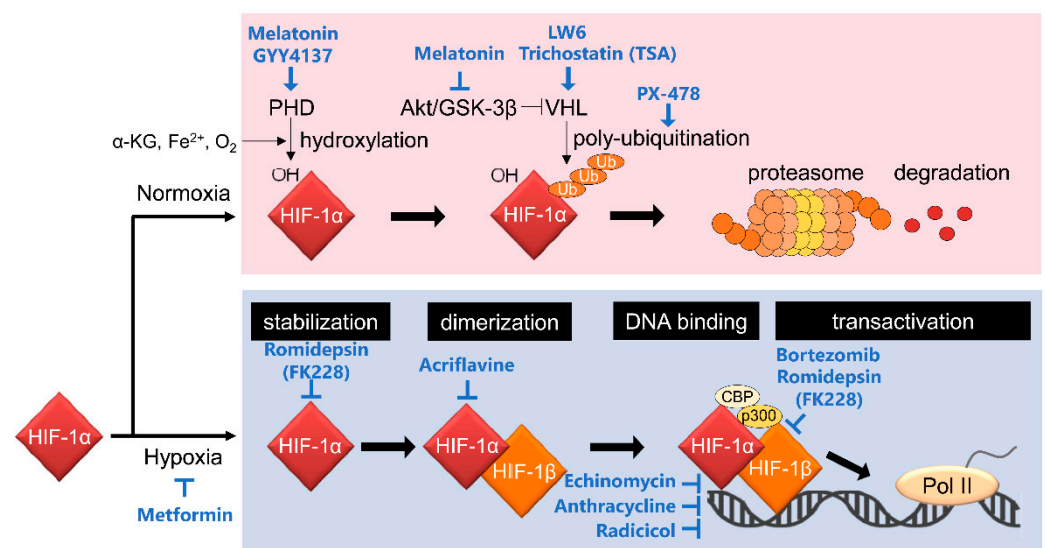 Melatonin
GYY4137
PHD
α-KG, Fe²⁺, O₂
hydroxylation
OH
HIF-1α
Normoxia
Melatonin
Akt/GSK-3β
LW6
Trichostatin (TSA)
VHL
PX-478
poly-ubiquitination
OH
Ub
Ub
Ub
HIF-1α
proteasome
degradation
HIF-1α
Hypoxia
Metformin
stabilization
Romidepsin
(FK228)
HIF-1α
dimerization
Acriflavine
HIF-1α
HIF-1β
DNA binding
CBP
p300
HIF-1α
HIF-1β
Echinomycin
Anthracycline
Radicicol
transactivation
Bortezomib
Romidepsin
(FK228)
Pol II